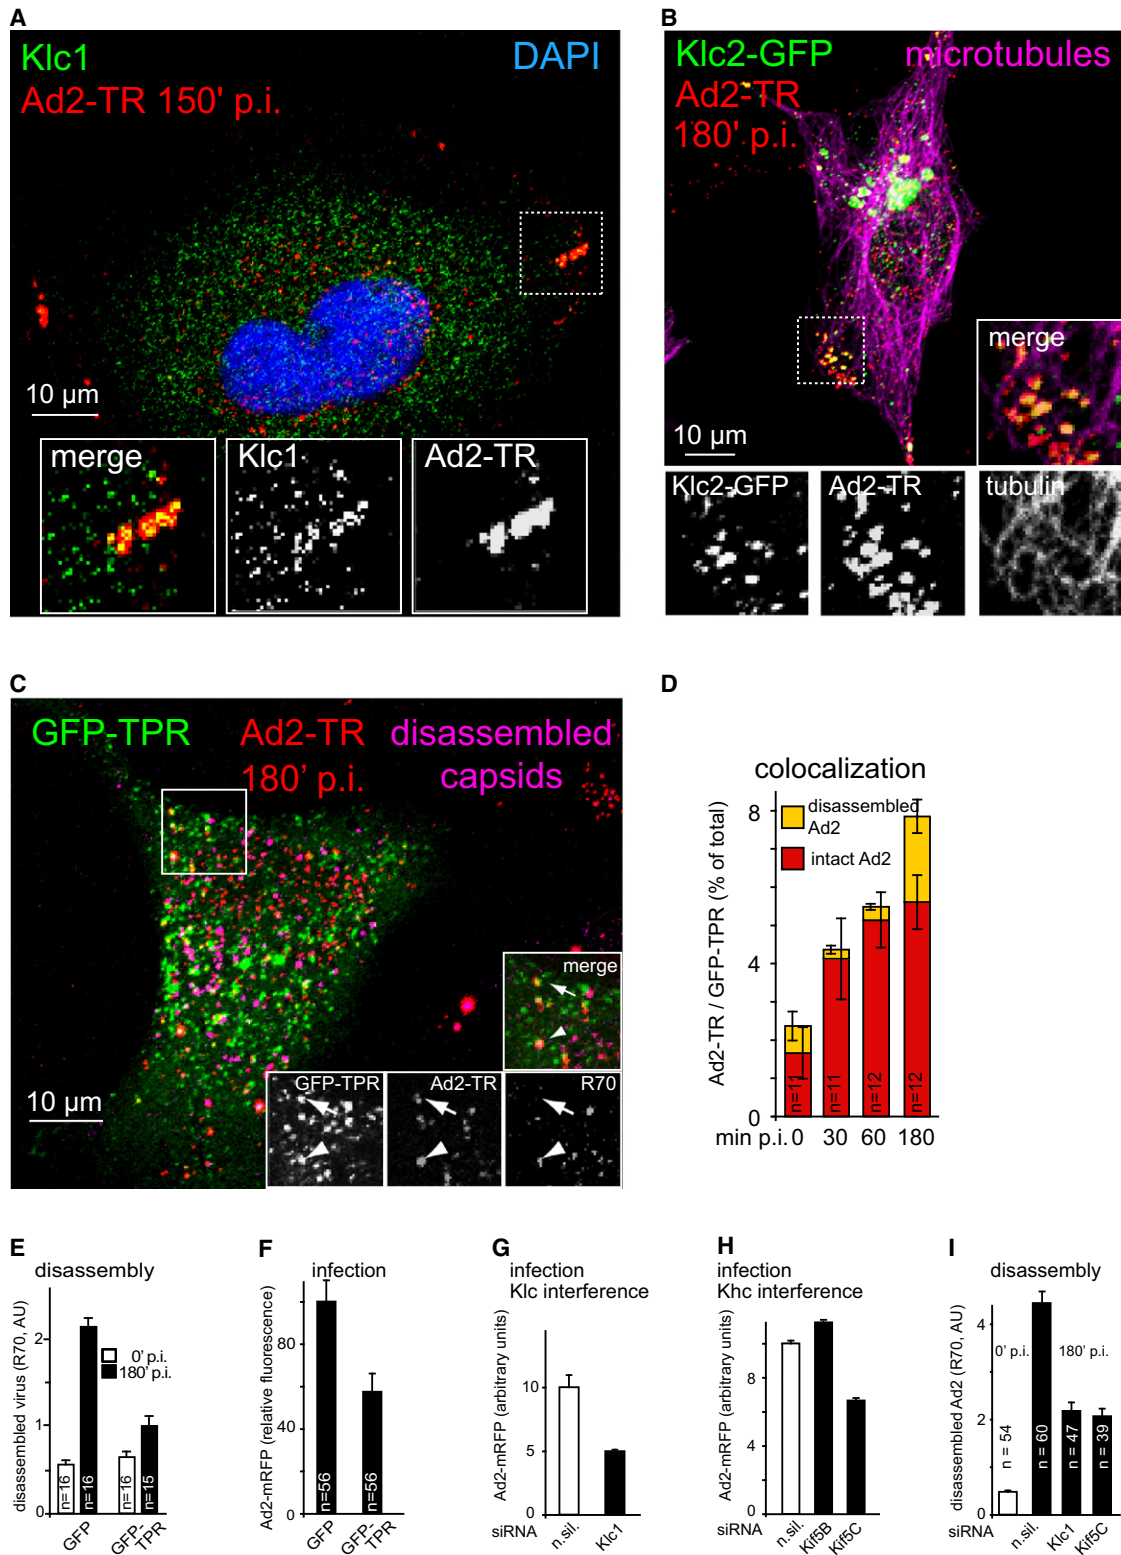 A
Klc1
DAPI
Ad2-TR 150' p.i.
10 µm
merge
Klc1
Ad2-TR
B
Klc2-GFP
microtubules
Ad2-TR
180' p.i.
10 µm
merge
Klc2-GFP
Ad2-TR
tubulin
C
GFP-TPR
Ad2-TR
180' p.i.
disassembled
capsids
10 µm
merge
GFP-TPR
Ad2-TR
R70
D
colocalization
Ad2-TR / GFP-TPR (% of total)
8
4
0
disassembled
Ad2
intact Ad2
n=11
n=11
n=12
n=12
min p.i. 0 30 60 180
E
disassembly
disassembled virus (R70, AU)
2
1
0
0' p.i.
180' p.i.
n=16
n=16
n=16
n=15
GFP
GFP-
TPR
F
infection
Ad2-mRFP (relative fluorescence)
80
40
0
n=56
n=56
GFP
GFP-
TPR
G
infection
Klc interference
Ad2-mRFP (arbitrary units)
10
5
0
siRNA
n.sil.
Klc1
H
infection
Khc interference
Ad2-mRFP (arbitrary units)
10
6
4
0
siRNA
n.sil.
Kif5B
Kif5C
I
disassembly
disassembled Ad2 (R70, AU)
4
2
0
0' p.i.
180' p.i.
n = 54
n = 60
n = 47
n = 39
siRNA
n.sil.
Klc1
Kif5C